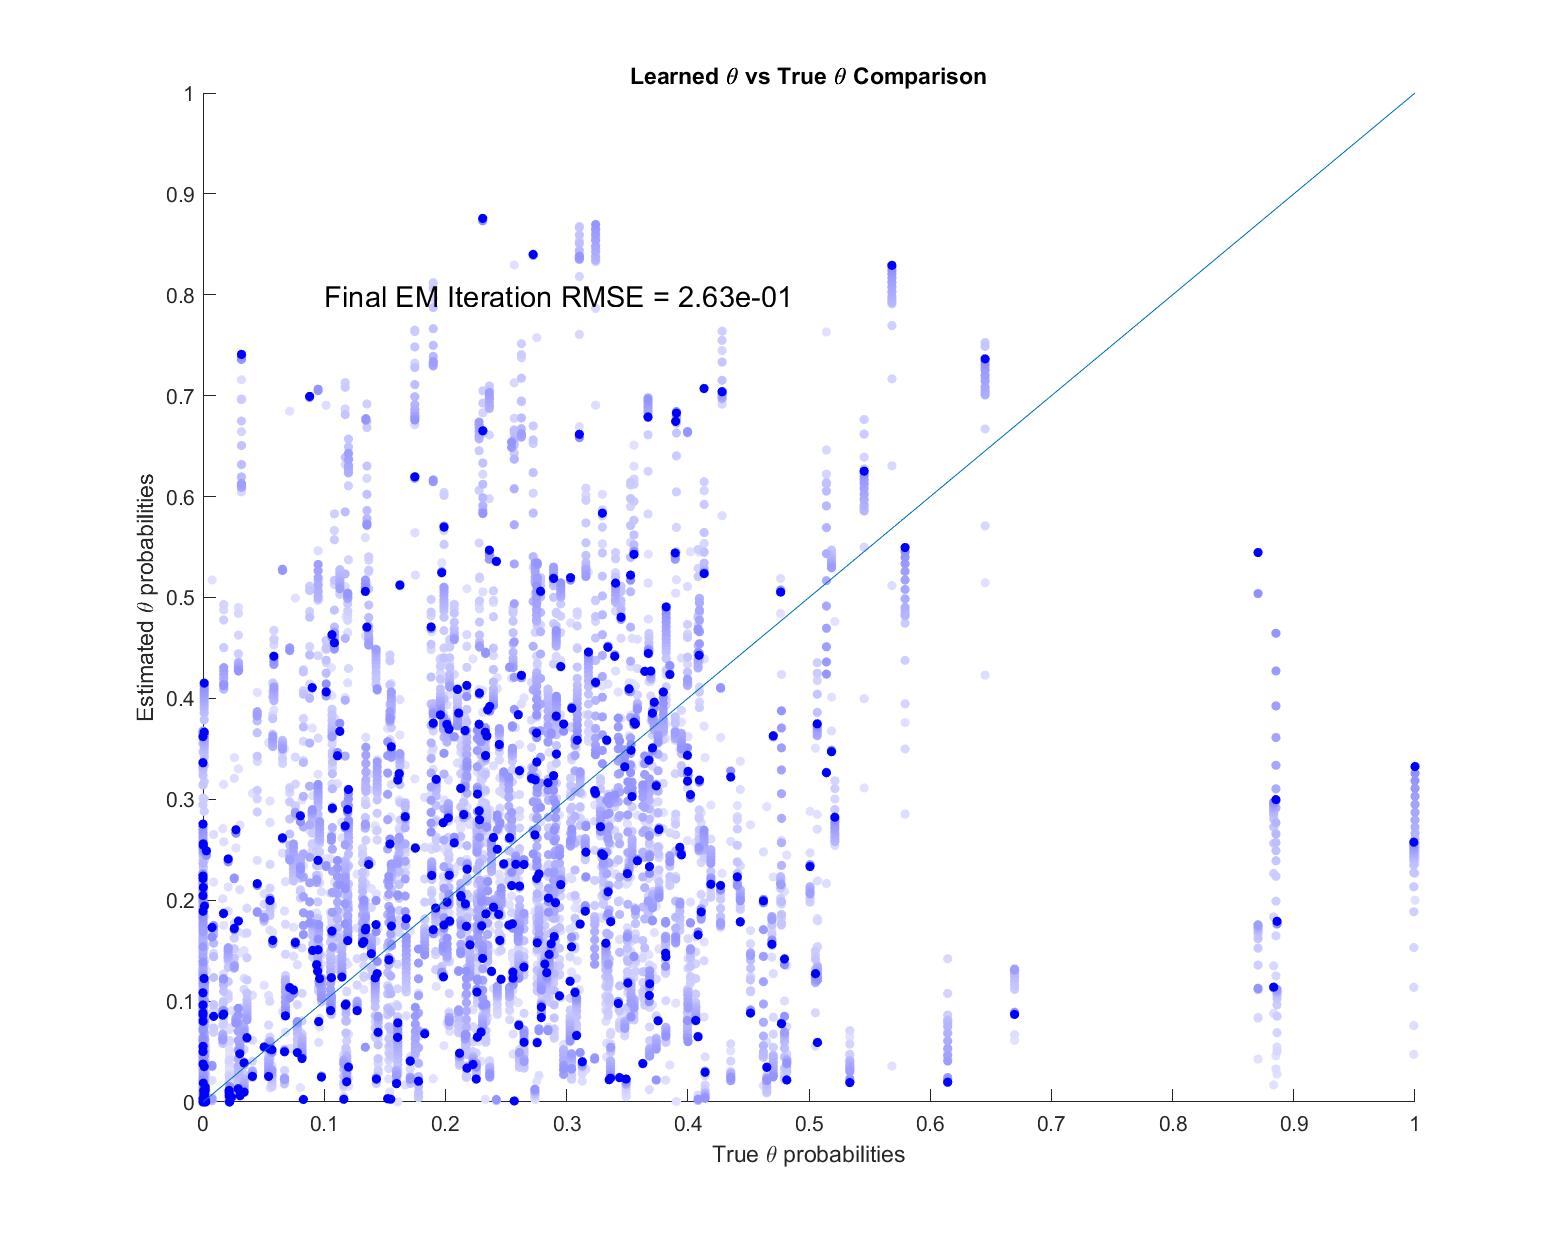 Learned θ vs True θ Comparison
1
0.9
0.8
0.7
0.6
0.5
0.4
0.3
0.2
0.1
0
Estimated θ probabilities
Final EM Iteration RMSE = 2.63e-01
0 0.1 0.2 0.3 0.4 0.5 0.6 0.7 0.8 0.9 1
True θ probabilities